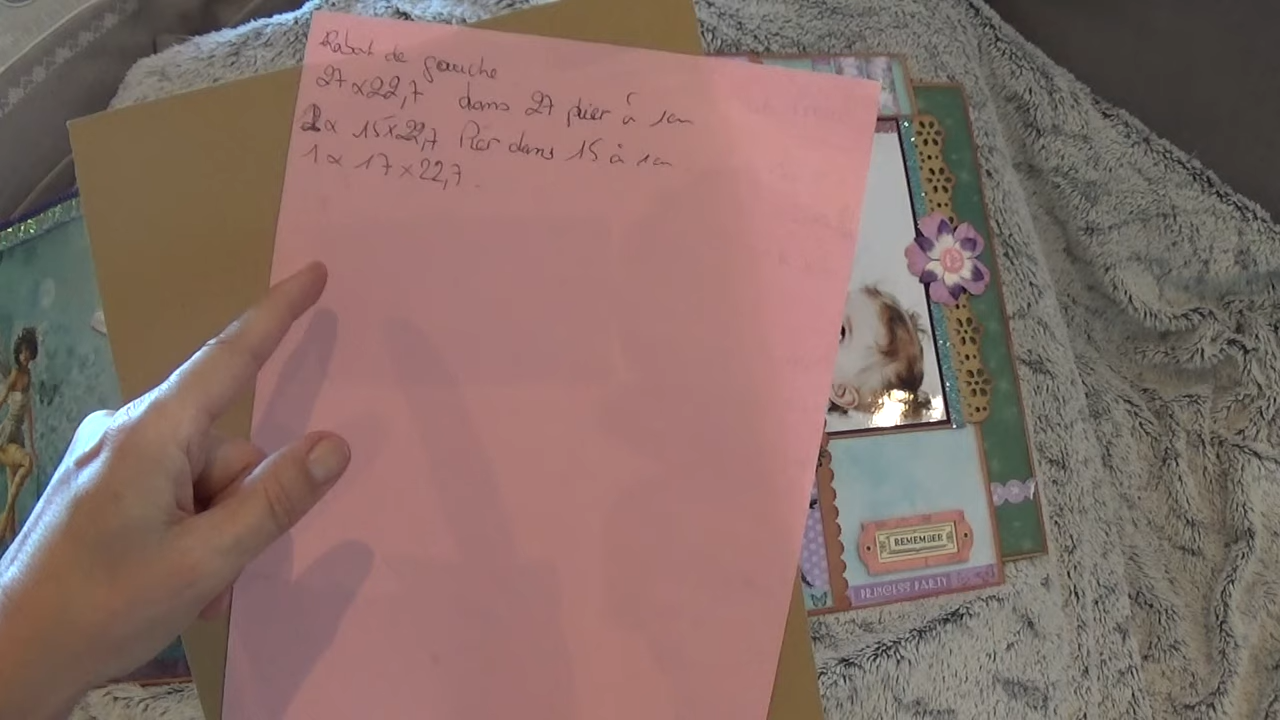 Rabat de gauche
27 x 22,7 dans 27 plier à 1cm
2x 15 x 22,7 Plier dans 15 à 1cm
1 x 17 x 22,7.
REMEMBER
PRINCESS PARTY